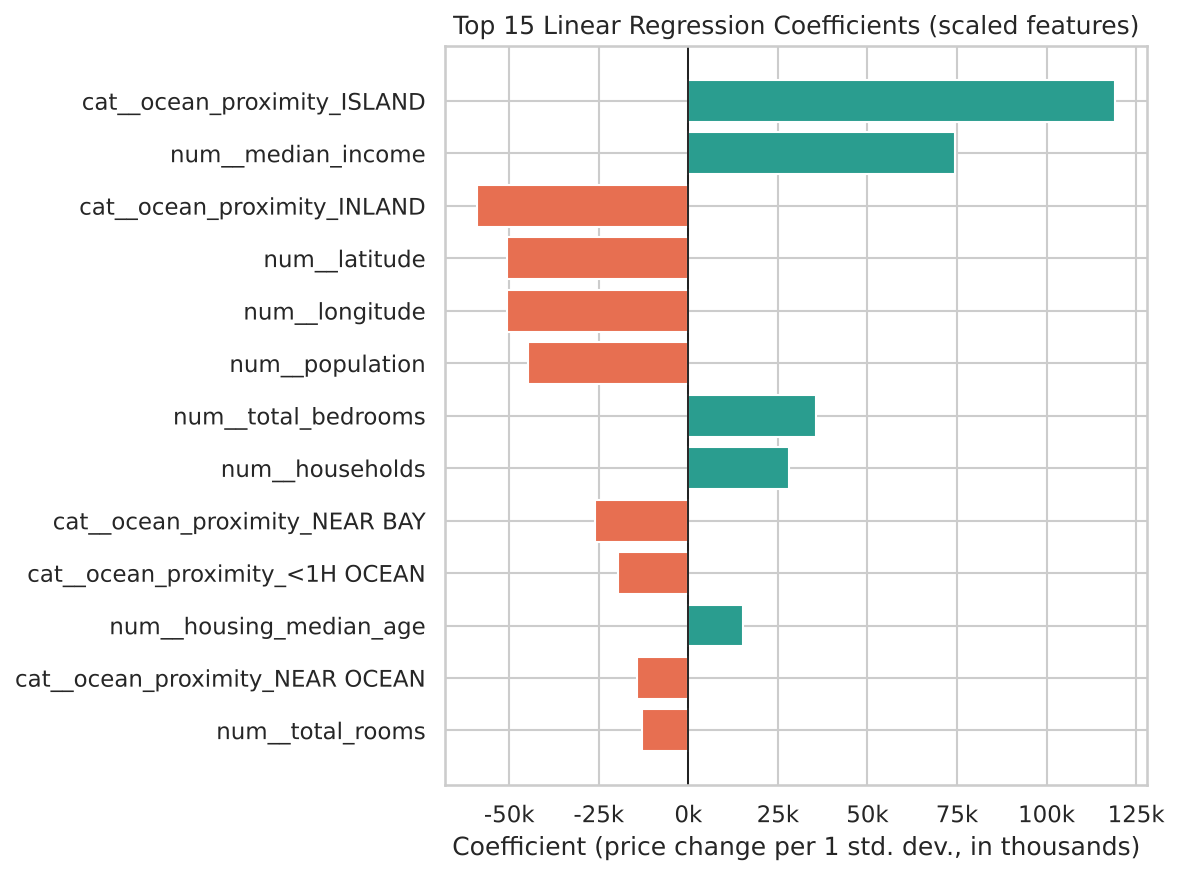 Top 15 Linear Regression Coefficients (scaled features)
cat__ocean_proximity_ISLAND
num__median_income
cat__ocean_proximity_INLAND
num__latitude
num__longitude
num__population
num__total_bedrooms
num__households
cat__ocean_proximity_NEAR BAY
cat__ocean_proximity_<1H OCEAN
num__housing_median_age
cat__ocean_proximity_NEAR OCEAN
num__total_rooms
-50k -25k 0k 25k 50k 75k 100k 125k
Coefficient (price change per 1 std. dev., in thousands)